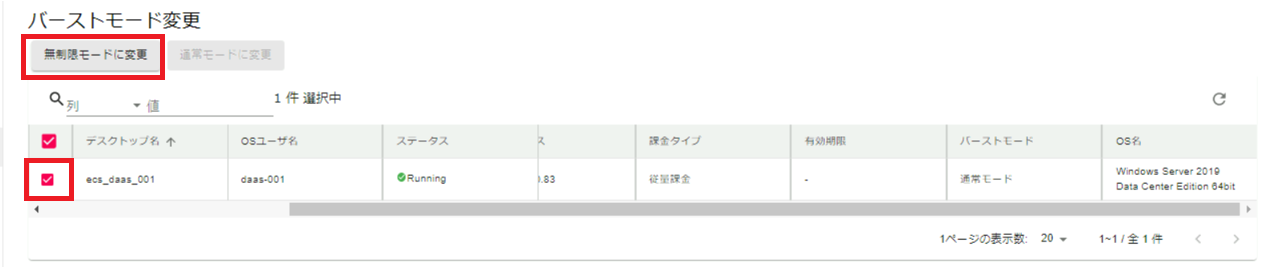 バーストモード変更
無制限モードに変更 通常モードに変更
列 値 1 件 選択中
デスクトップ名 OSユーザ名 ステータス ス 課金タイプ 有効期限 バーストモード OS名
ecs_daas_001 daas-001 Running 0.83 従量課金 - 通常モード Windows Server 2019
Data Center Edition 64bit
1ページの表示数: 20 1~1 / 全 1 件